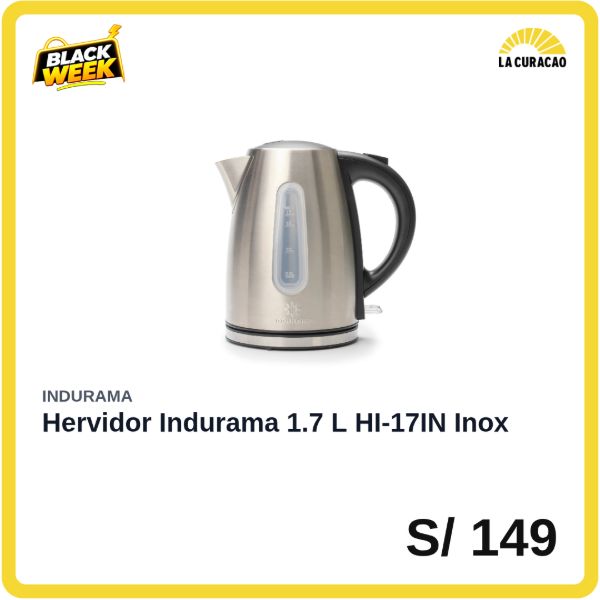 BLACK
WEEK
LA CURACAO
INDURAMA
Hervidor Indurama 1.7 L HI-17IN Inox
S/ 149